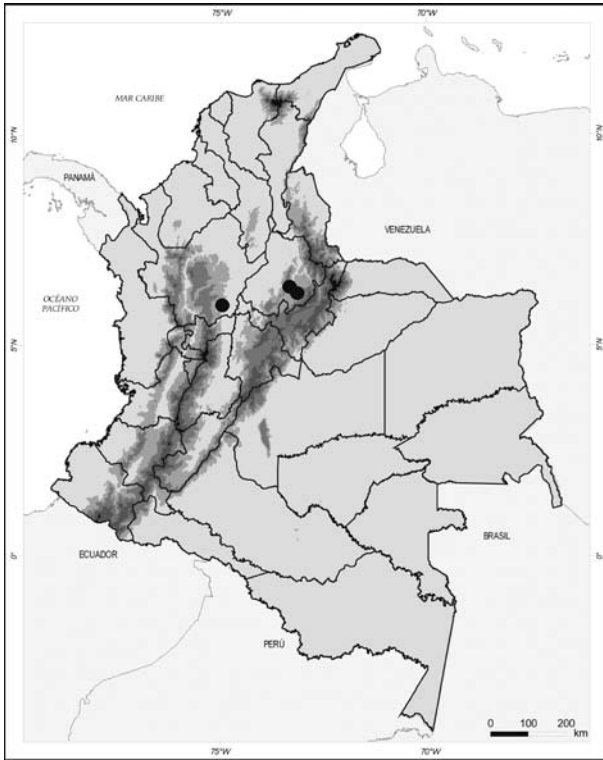 75°W 70°W
MAR CARIBE
10°N 10°N
PANAMÁ
VENEZUELA
OCÉANO
PACÍFICO
5°N 5°N
ECUADOR
BRASIL
0° 0°
PERÚ
0 100 200
km
75°W 70°W